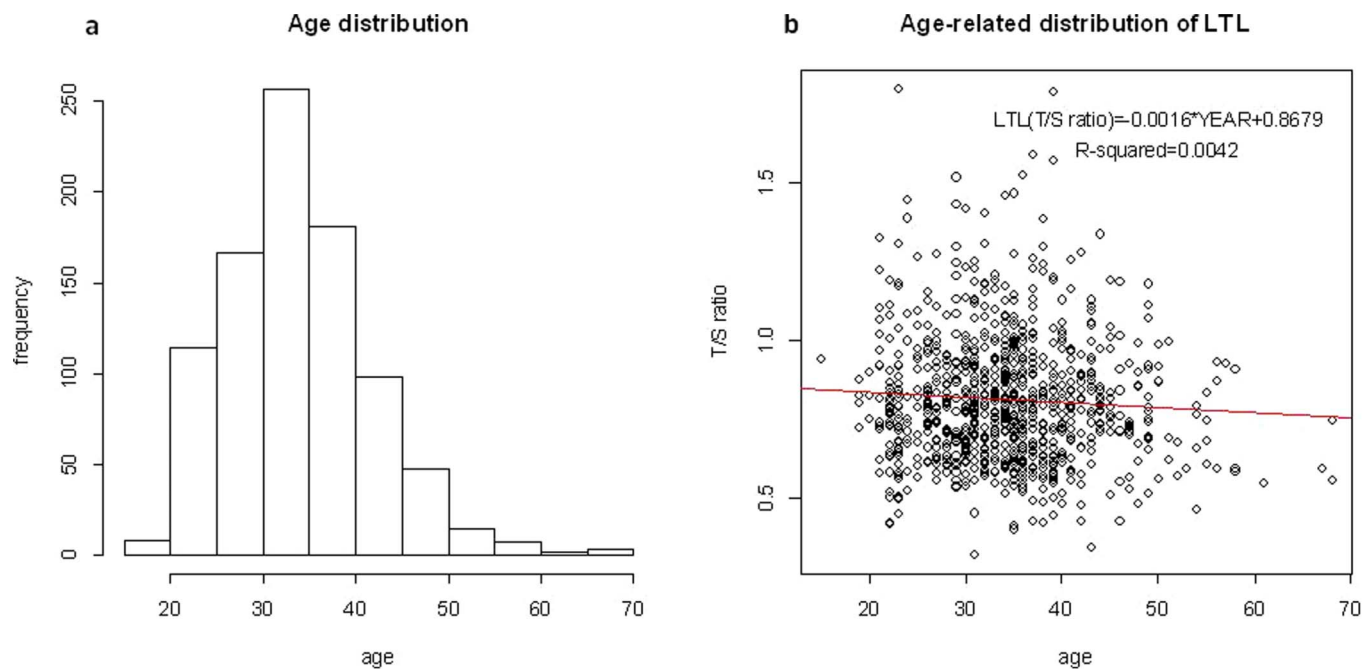 a Age distribution
frequency
250
200
150
100
50
0
20 30 40 50 60 70
age
b Age-related distribution of LTL
LTL(T/S ratio)=-0.0016*YEAR+0.8679
R-squared=0.0042
T/S ratio
1.5
1.0
0.5
20 30 40 50 60 70
age